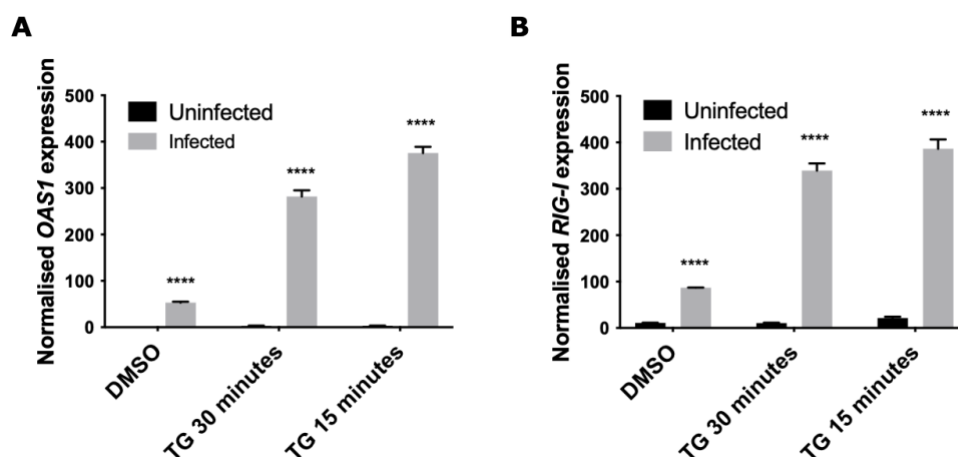 A
Normalised OAS1 expression
500
400
300
200
100
0
Uninfected
Infected
****
****
****
DMSO
TG 30 minutes
TG 15 minutes
B
Normalised RIG-I expression
500
400
300
200
100
0
Uninfected
Infected
****
****
****
DMSO
TG 30 minutes
TG 15 minutes